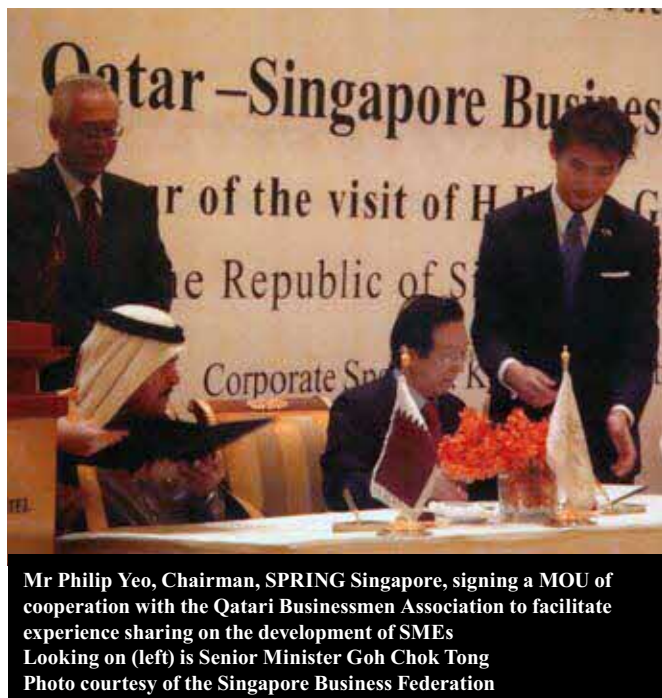 Qatar –Singapore Busines
r of the visit of H.E
e Republic of S
Corporate Sp
TEL
Mr Philip Yeo, Chairman, SPRING Singapore, signing a MOU of
cooperation with the Qatari Businessmen Association to facilitate
experience sharing on the development of SMEs
Looking on (left) is Senior Minister Goh Chok Tong
Photo courtesy of the Singapore Business Federation